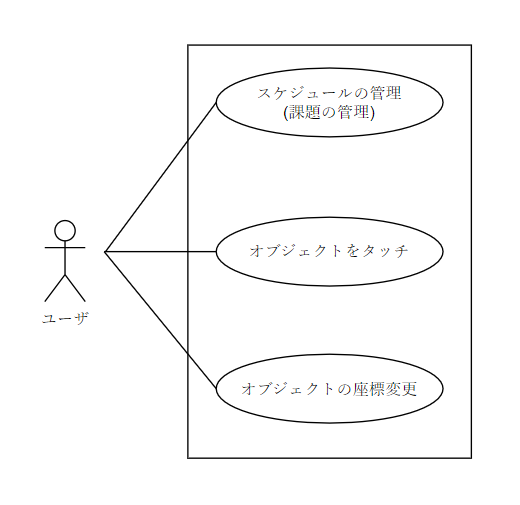 スケジュールの管理
(課題の管理)
オブジェクトをタッチ
ユーザ
オブジェクトの座標変更